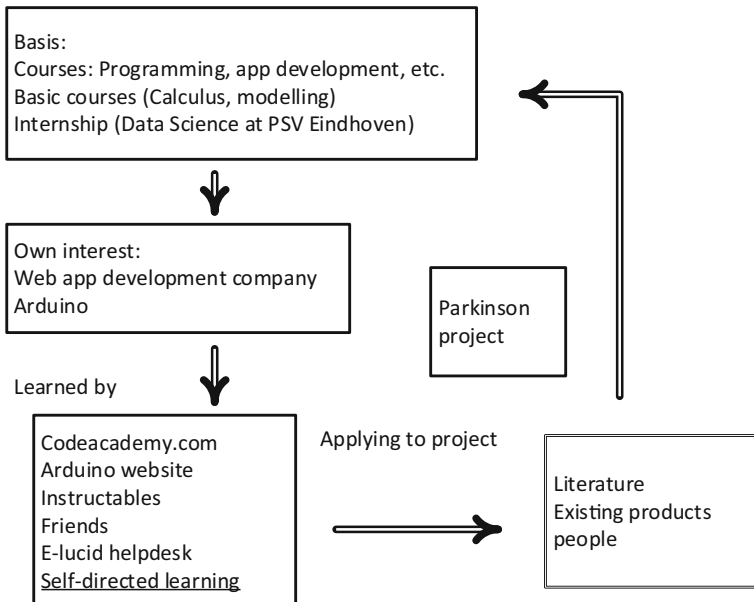 Basis:
Courses: Programming, app development, etc.
Basic courses (Calculus, modelling)
Internship (Data Science at PSV Eindhoven)
Own interest:
Web app development company
Arduino
Parkinson
project
Learned by
Codeacademy.com
Arduino website
Instructables
Friends
E-lucid helpdesk
Self-directed learning
Applying to project
Literature
Existing products
people